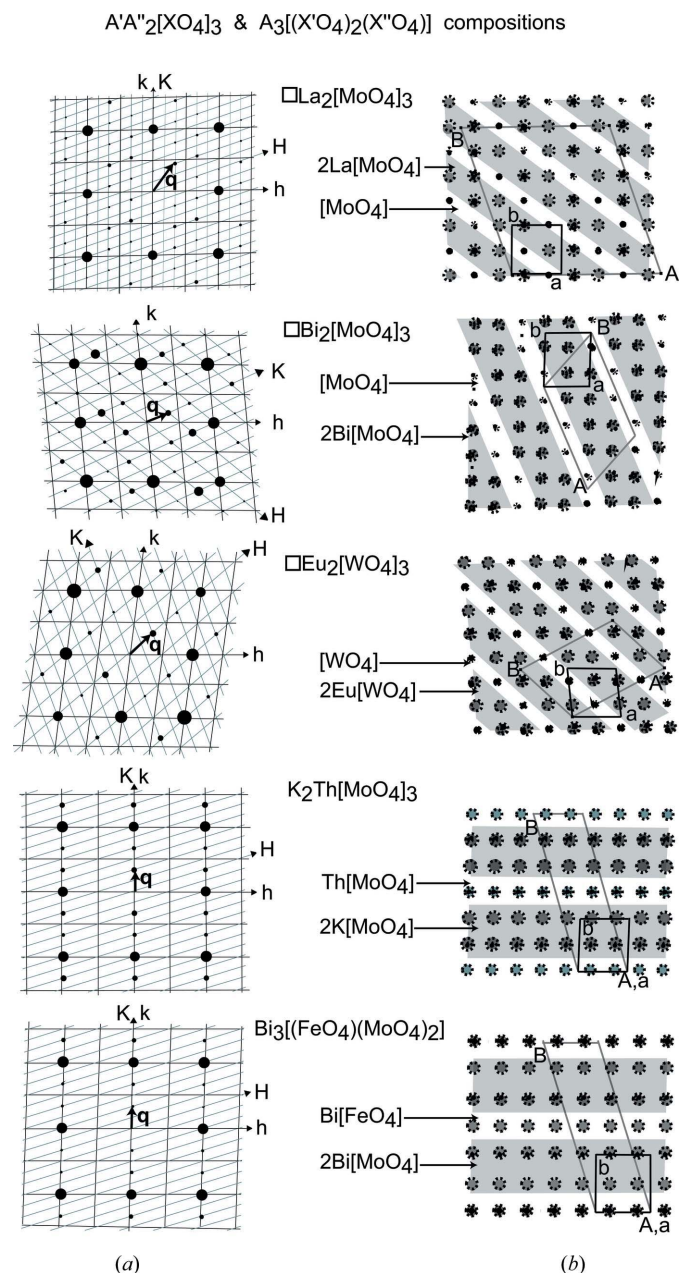 A'A"2[XO4]3 & A3[(X'O4)2(X"O4)] compositions
k K
□La2[MoO4]3
H
q
h
B
2La[MoO4]
[MoO4]
b
a
A
k
□Bi2[MoO4]3
K
q
h
H
b
B
[MoO4]
a
2Bi[MoO4]
A
K
k
H
□Eu2[WO4]3
q
h
[WO4]
B
b
2Eu[WO4]
A
a
K k
K2Th[MoO4]3
H
q
h
B
Th[MoO4]
2K[MoO4]
b
A,a
K k
Bi3[(FeO4)(MoO4)2]
H
q
h
B
Bi[FeO4]
2Bi[MoO4]
b
A,a
(a)
(b)